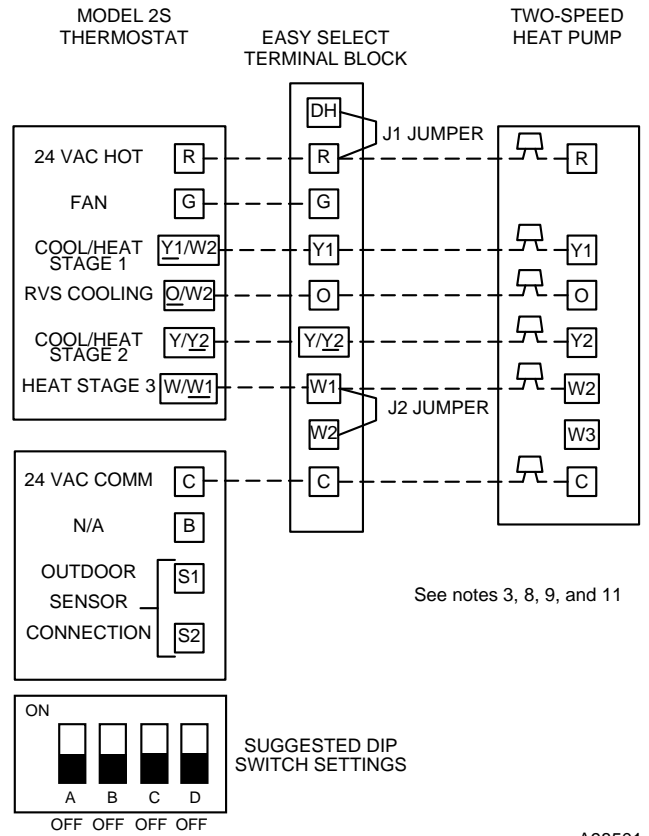 MODEL 2S
THERMOSTAT
EASY SELECT
TERMINAL BLOCK
TWO-SPEED
HEAT PUMP
DH
J1 JUMPER
24 VAC HOT R R R
FAN G G
COOL/HEAT
STAGE 1
Y1/W2 Y1 Y1
RVS COOLING O/W2 O O
COOL/HEAT
STAGE 2
Y/Y2 Y/Y2 Y2
HEAT STAGE 3 W/W1 W1 W2
J2 JUMPER
W2 W3
24 VAC COMM C C C
N/A B
OUTDOOR
SENSOR
CONNECTION
S1
S2
See notes 3, 8, 9, and 11
ON
A B C D
OFF OFF OFF OFF
SUGGESTED DIP
SWITCH SETTINGS